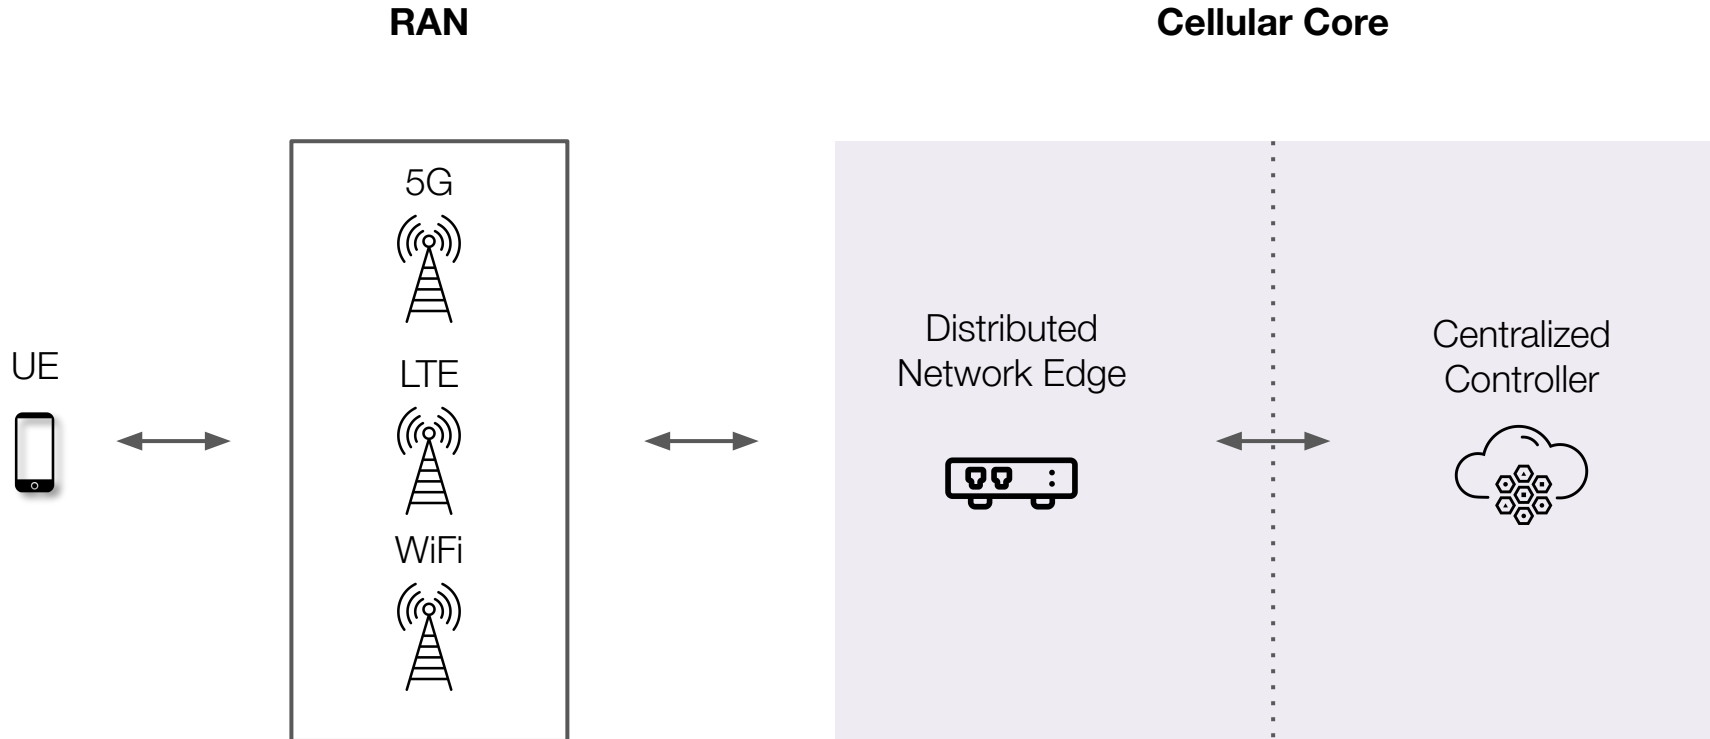 RAN
Cellular Core
UE
5G
LTE
WiFi
Distributed
Network Edge
Centralized
Controller